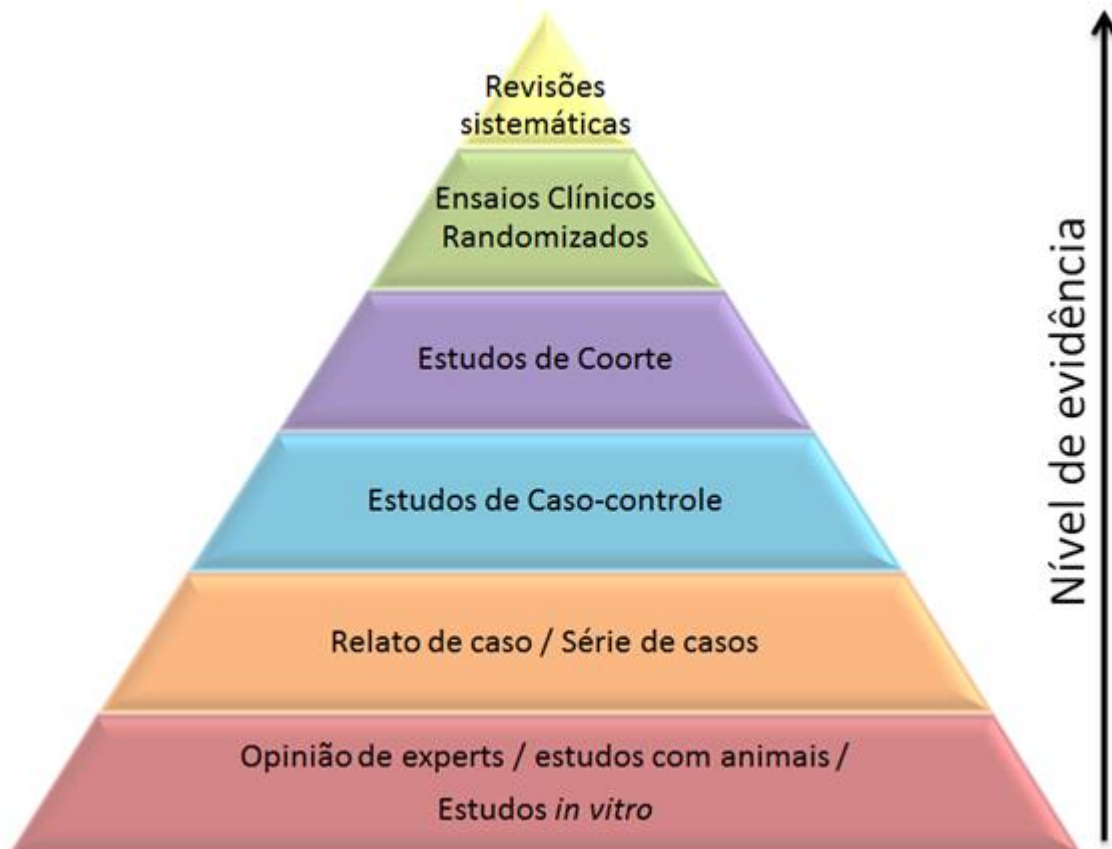 Revisões
sistemáticas
Ensaios Clínicos
Randomizados
Estudos de Coorte
Estudos de Caso-controle
Relato de caso / Série de casos
Opinião de experts / estudos com animais /
Estudos in vitro
Nível de evidência